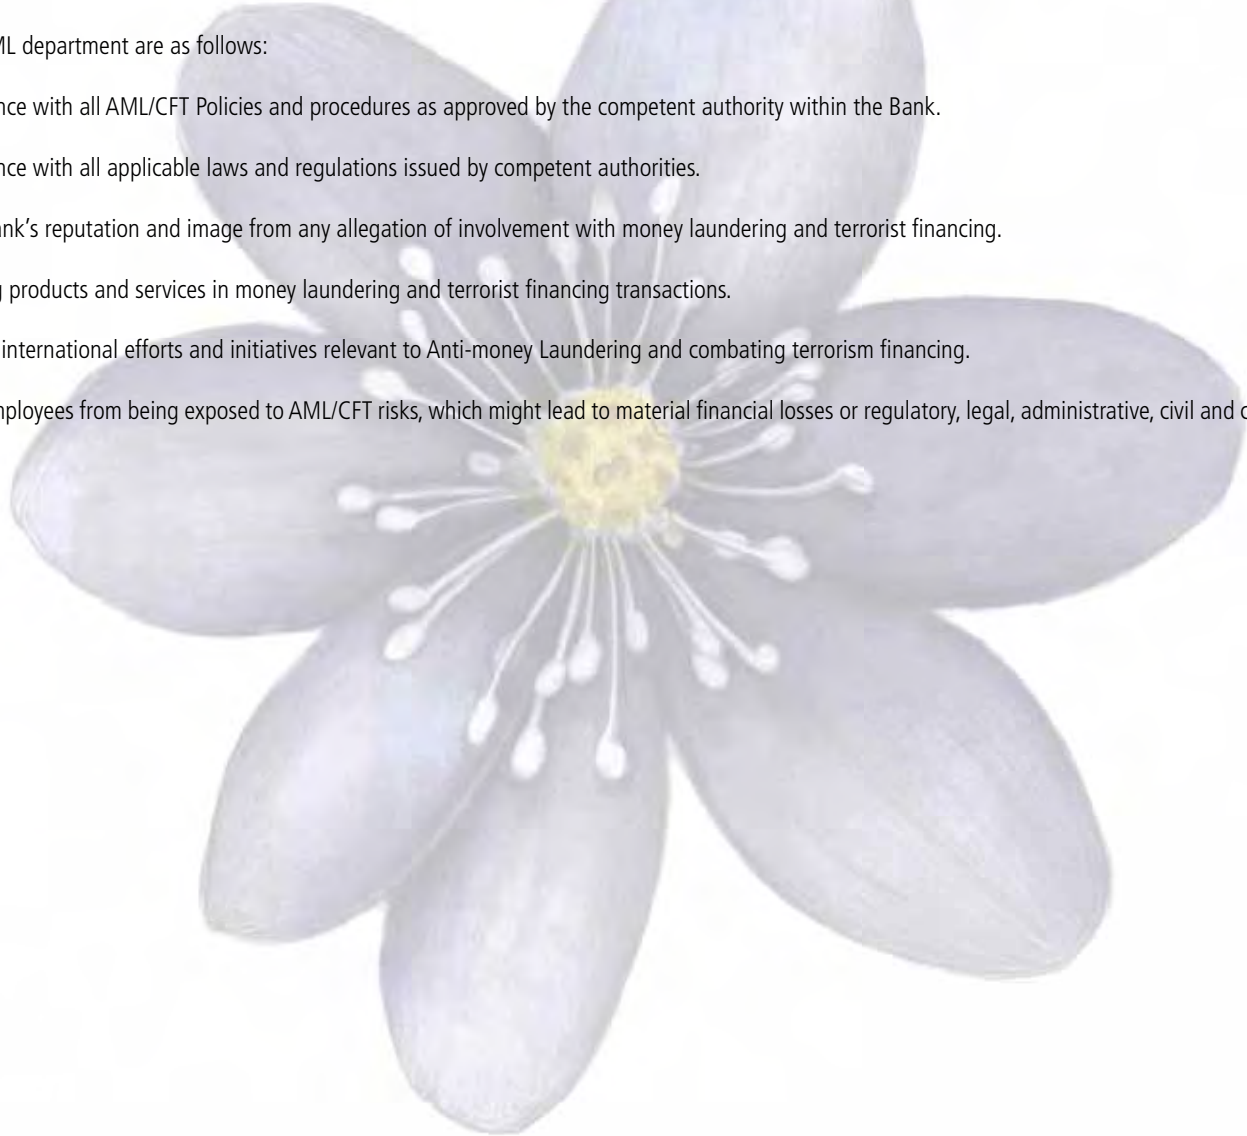 ML department are as follows:
nce with all AML/CFT Policies and procedures as approved by the competent authority within the Bank.
nce with all applicable laws and regulations issued by competent authorities.
ank’s reputation and image from any allegation of involvement with money laundering and terrorist financing.
g products and services in money laundering and terrorist financing transactions.
international efforts and initiatives relevant to Anti-money Laundering and combating terrorism financing.
mployees from being exposed to AML/CFT risks, which might lead to material financial losses or regulatory, legal, administrative, civil and